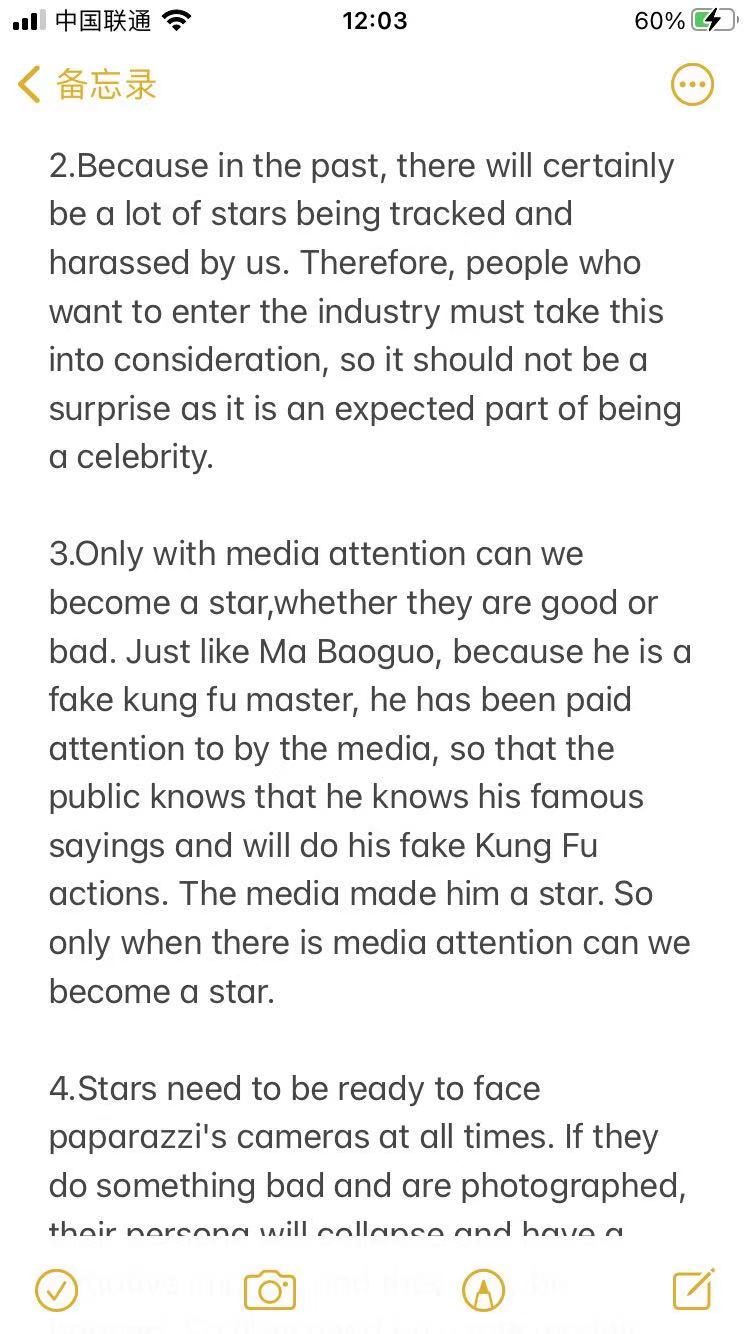 中国联通
12:03
60%
备忘录
2.Because in the past, there will certainly
be a lot of stars being tracked and
harassed by us. Therefore, people who
want to enter the industry must take this
into consideration, so it should not be a
surprise as it is an expected part of being
a celebrity.
3.Only with media attention can we
become a star,whether they are good or
bad. Just like Ma Baoguo, because he is a
fake kung fu master, he has been paid
attention to by the media, so that the
public knows that he knows his famous
sayings and will do his fake Kung Fu
actions. The media made him a star. So
only when there is media attention can we
become a star.
4.Stars need to be ready to face
paparazzi's cameras at all times. If they
do something bad and are photographed,
their persona will collapse and have a